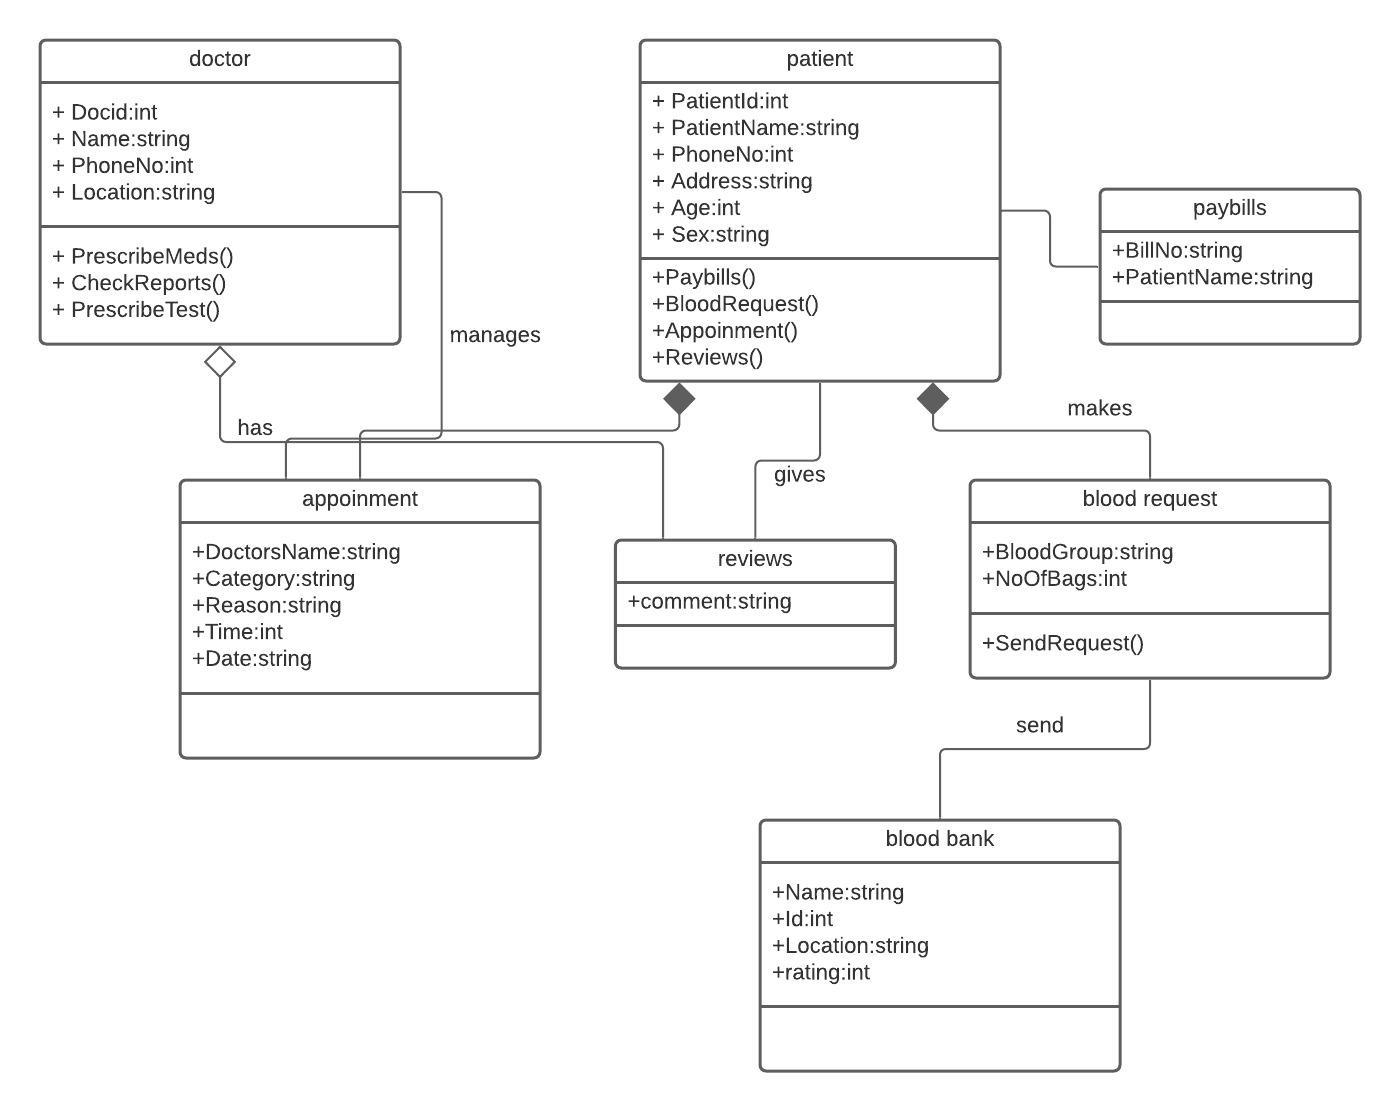 doctor
+ Docid:int
+ Name:string
+ PhoneNo:int
+ Location:string
+ PrescribeMeds()
+ CheckReports()
+ PrescribeTest()
patient
+ PatientId:int
+ PatientName:string
+ PhoneNo:int
+ Address:string
+ Age:int
+ Sex:string
+Paybills()
+BloodRequest()
+Appoinment()
+Reviews()
paybills
+BillNo:string
+PatientName:string
manages
has
gives
makes
appoinment
+DoctorsName:string
+Category:string
+Reason:string
+Time:int
+Date:string
reviews
+comment:string
blood request
+BloodGroup:string
+NoOfBags:int
+SendRequest()
send
blood bank
+Name:string
+Id:int
+Location:string
+rating:int